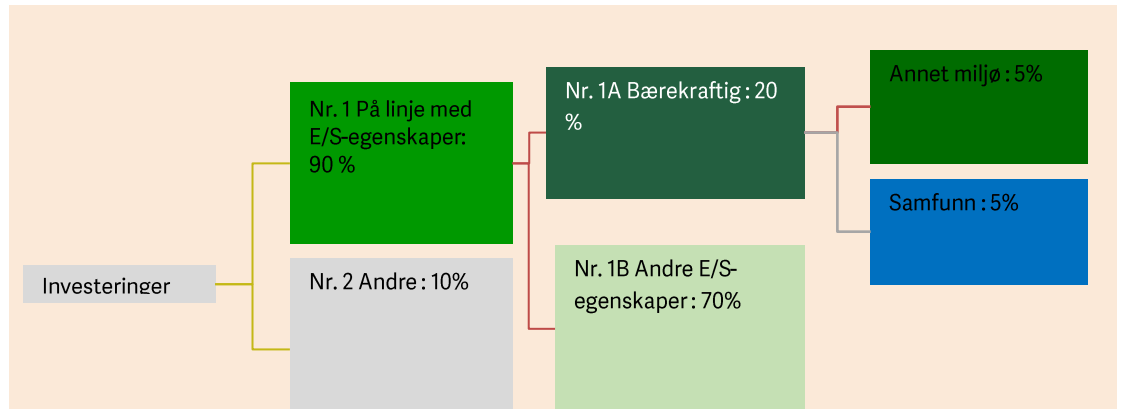 Investeringer
Nr. 1 På linje med
E/S-egenskaper:
90 %
Nr. 2 Andre : 10%
Nr. 1A Bærekraftig : 20
%
Nr. 1B Andre E/S-
egenskaper : 70%
Annet miljø : 5%
Samfunn : 5%